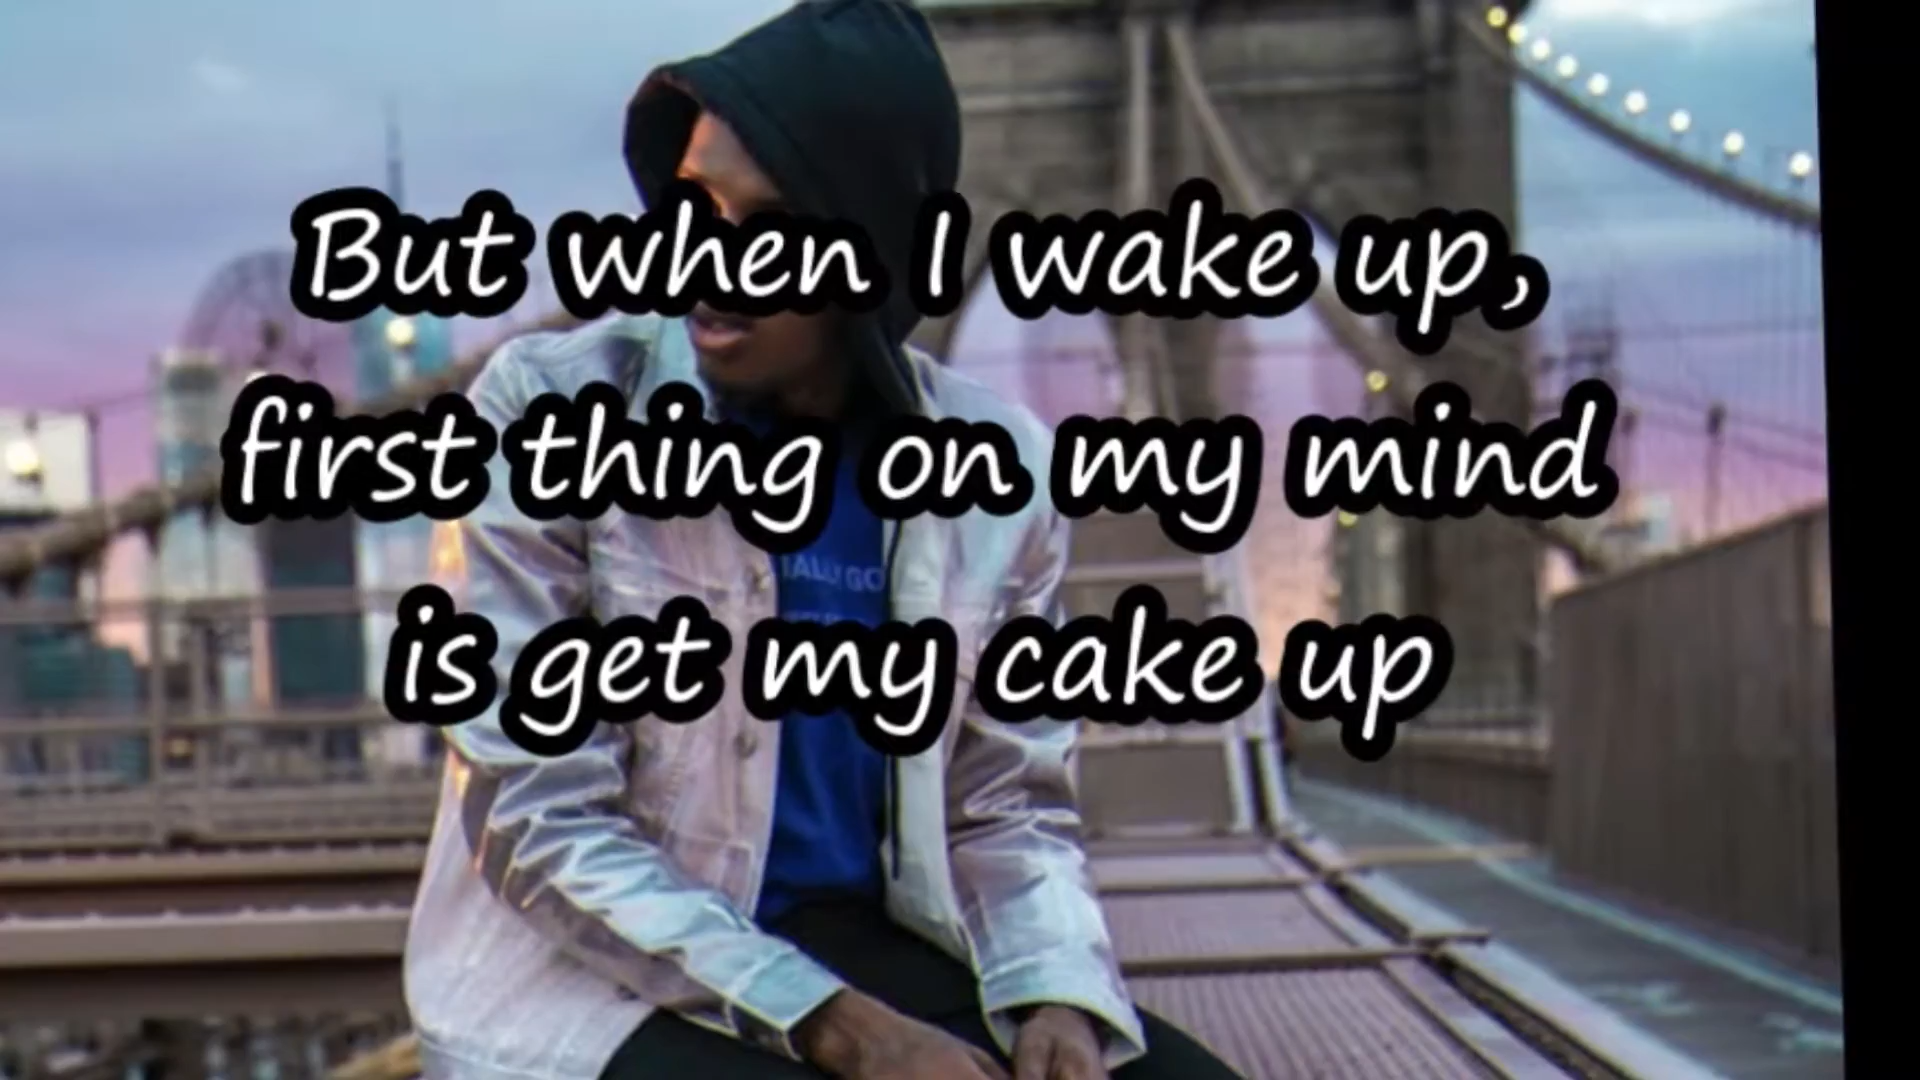 But when I wake up,
first thing on my mind
is get my cake up